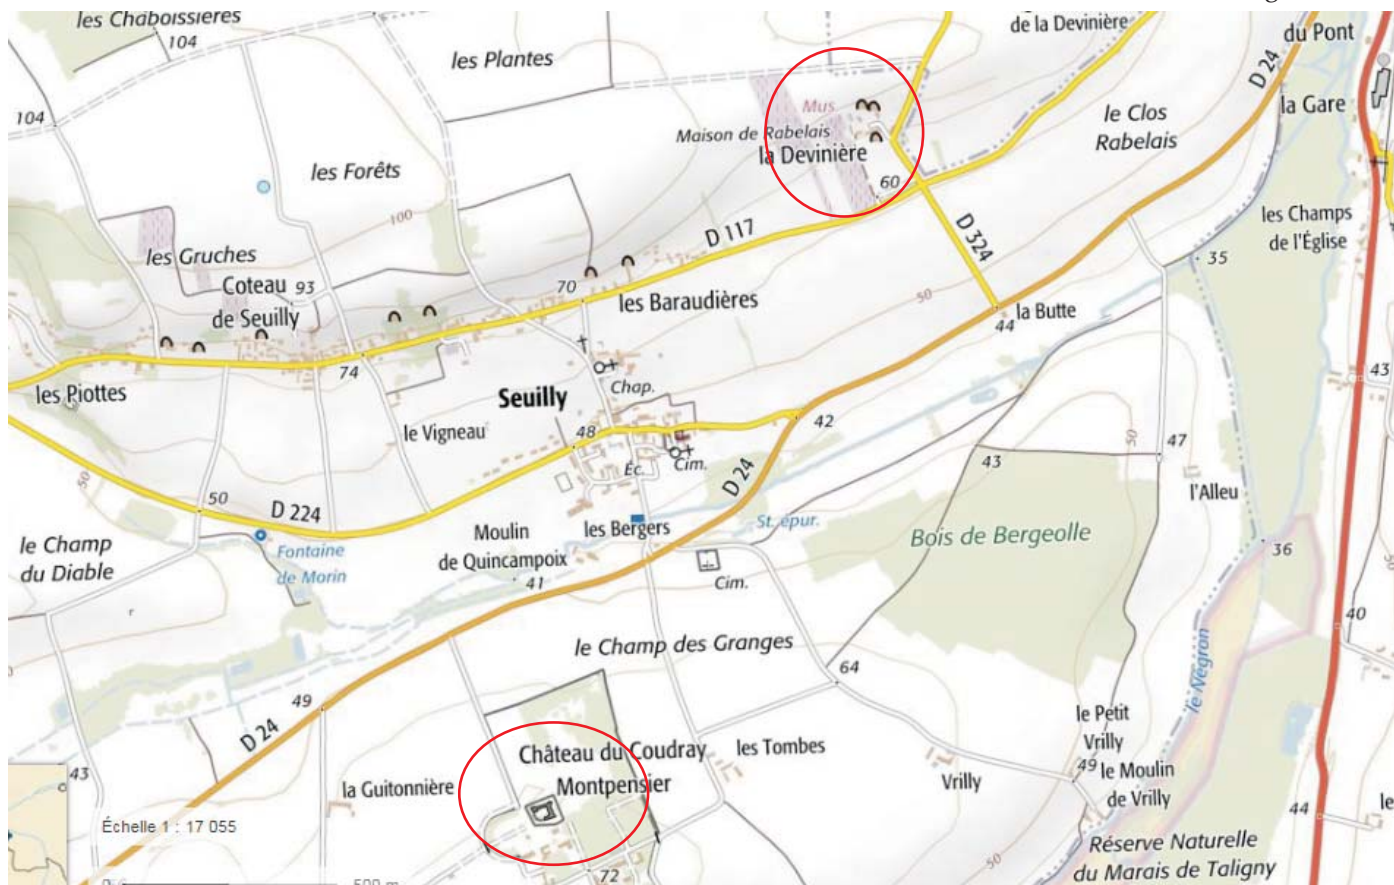 les Chaboissières
104
les Plantes
de la Devinière
du Pont
D 24
la Gare
104
Mus
Maison de Rabelais
la Devinière
le Clos
Rabelais
les Forêts
100
60
les Gruches
D 117
D 324
les Champs
de l'Église
35
Coteau
de Seuilly
93
70
les Baraudières
50
la Butte
44
74
les Piottes
Chap.
43
Seuilly
le Vigneau
48
42
50
47
43
Éc.
Cim.
D 24
50
50
D 224
l'Alleu
Moulin
de Quincampoix
les Bergers
St. épur.
Bois de Bergeolle
le Champ
du Diable
Fontaine
de Morin
36
41
Cim.
r
40
le Champ des Granges
64
le Négron
49
D 24
le Petit
Vrilly
Château du Coudray
Montpensier
les Tombes
43
la Guitonnière
Vrilly
49
le Moulin
de Vrilly
44
le
Échelle 1 : 17 055
50
Réserve Naturelle
du Marais de Taligny
72
500 m